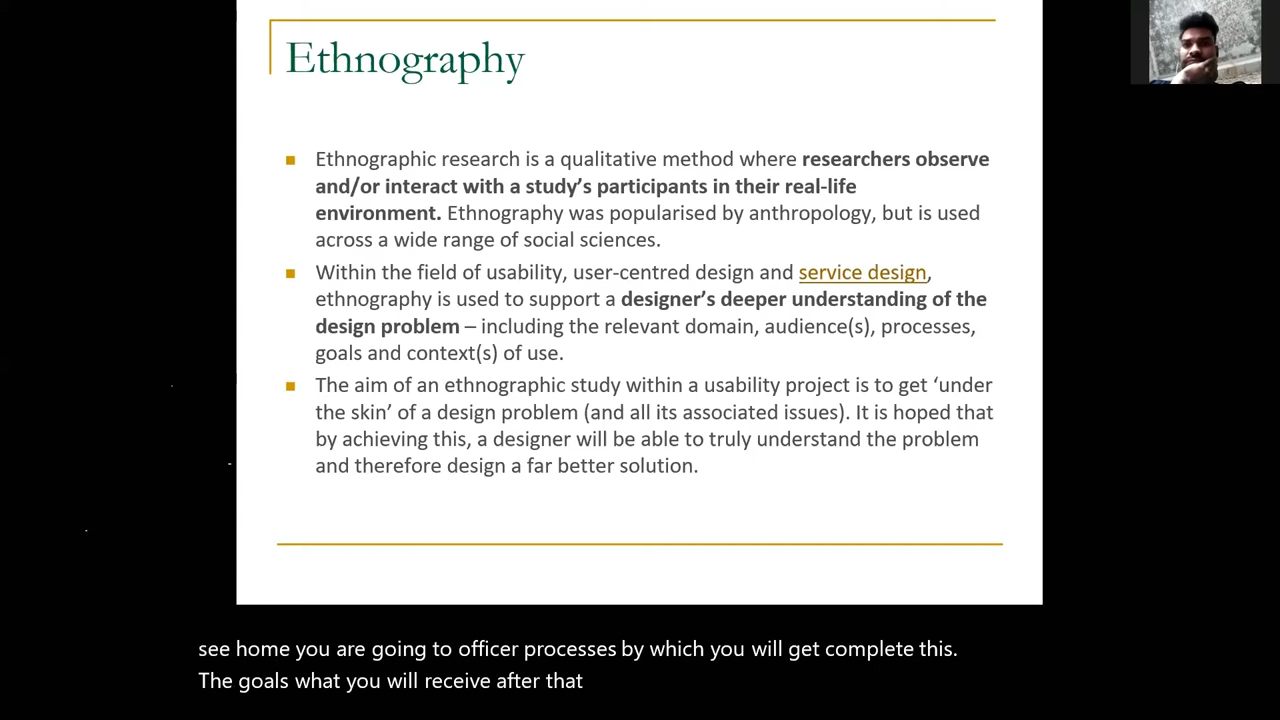 Ethnography
Ethnographic research is a qualitative method where researchers observe
and/or interact with a study’s participants in their real-life
environment. Ethnography was popularised by anthropology, but is used
across a wide range of social sciences.
Within the field of usability, user-centred design and service design,
ethnography is used to support a designer’s deeper understanding of the
design problem – including the relevant domain, audience(s), processes,
goals and context(s) of use.
The aim of an ethnographic study within a usability project is to get ‘under
the skin’ of a design problem (and all its associated issues). It is hoped that
by achieving this, a designer will be able to truly understand the problem
and therefore design a far better solution.
see home you are going to officer processes by which you will get complete this.
The goals what you will receive after that